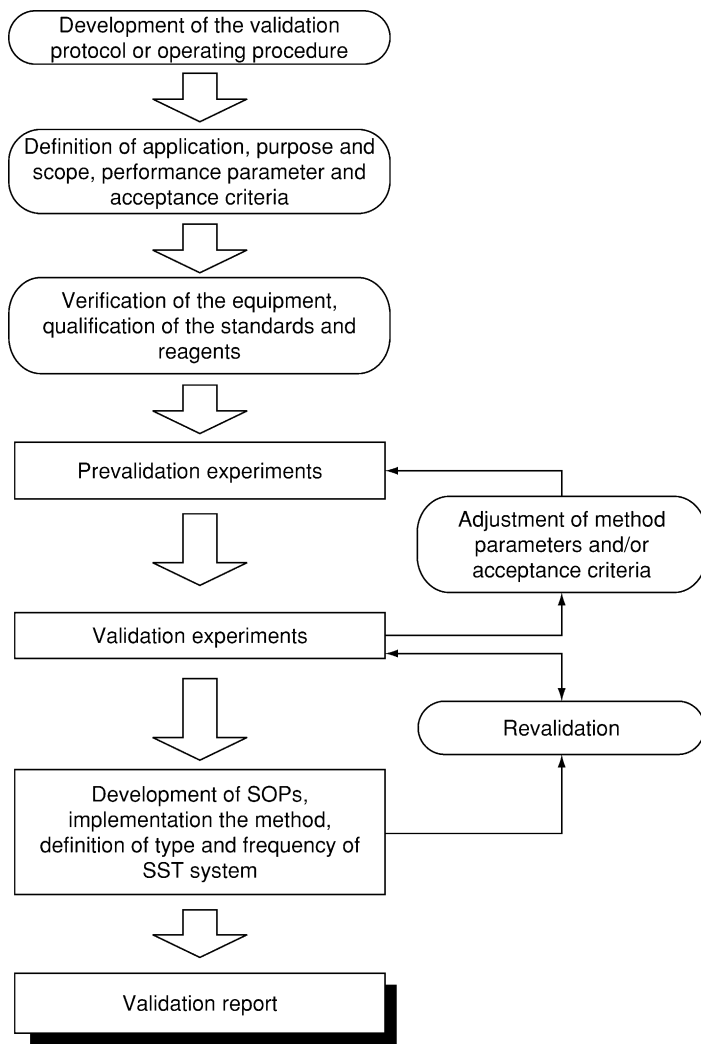 Development of the validation
protocol or operating procedure
Definition of application, purpose and
scope, performance parameter and
acceptance criteria
Verification of the equipment,
qualification of the standards and
reagents
Prevalidation experiments
Adjustment of method
parameters and/or
acceptance criteria
Validation experiments
Revalidation
Development of SOPs,
implementation the method,
definition of type and frequency of
SST system
Validation report